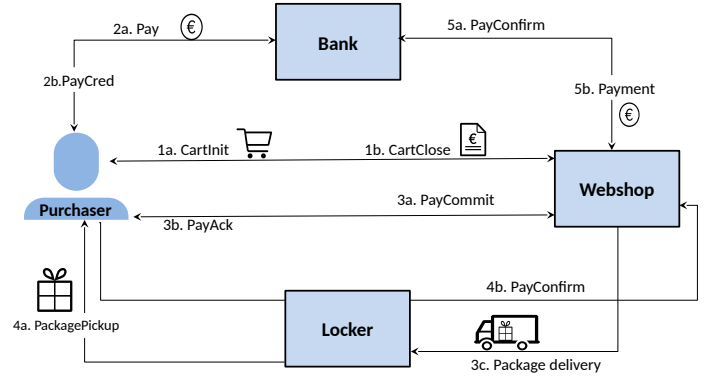 2a. Pay
€
Bank
5a. PayConfirm
2b.PayCred
5b. Payment
€
1a. CartInit
1b. CartClose
€
Webshop
Purchaser
3a. PayCommit
3b. PayAck
4b. PayConfirm
4a. PackagePickup
Locker
3c. Package delivery